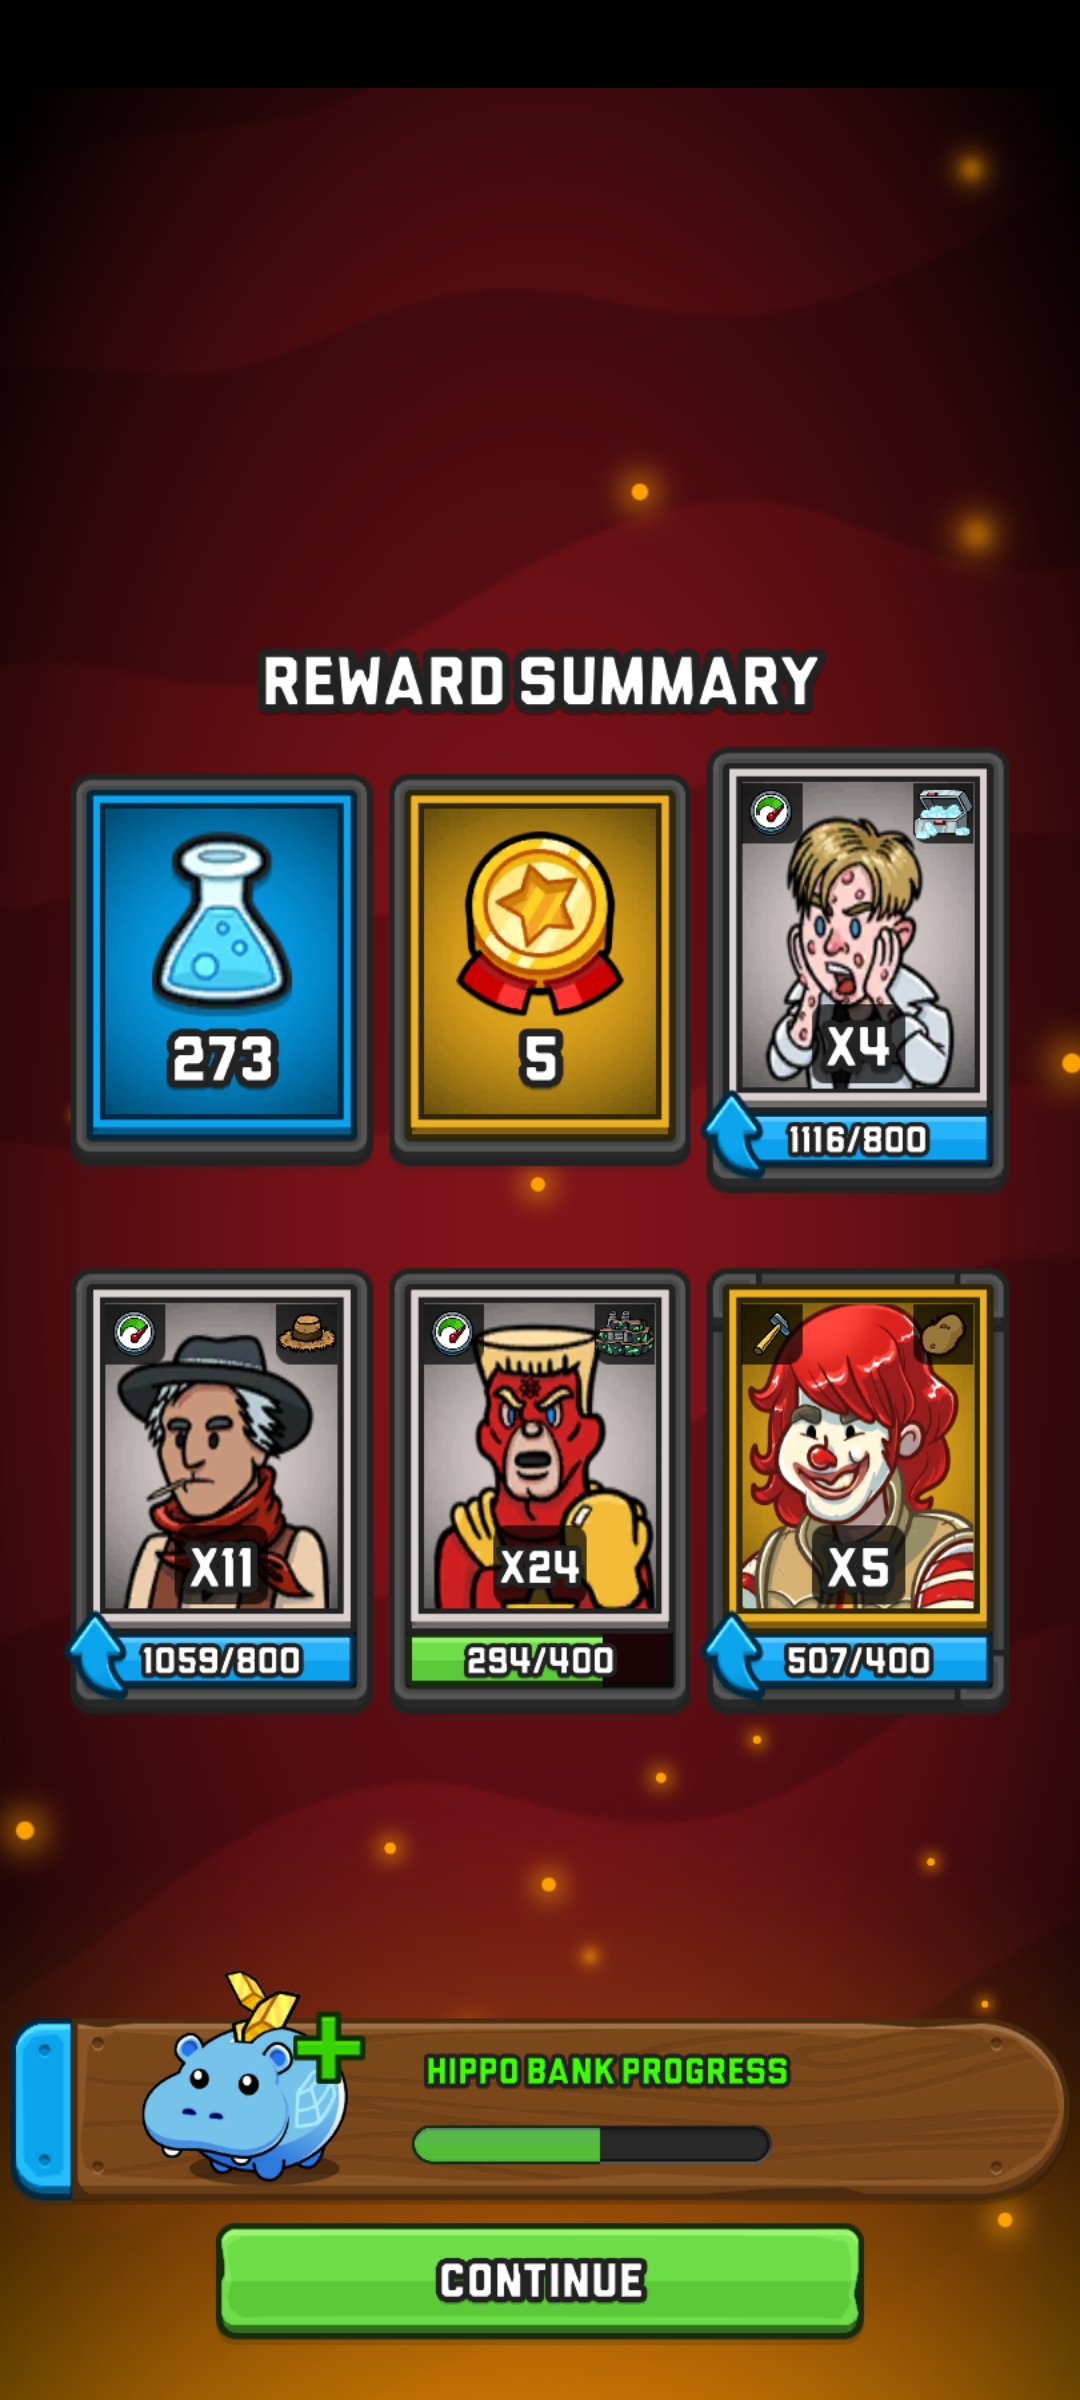 REWARD SUMMARY
273
5
X4
1116/800
X11
1059/800
X24
294/400
X5
507/400
HIPPO BANK PROGRESS
CONTINUE